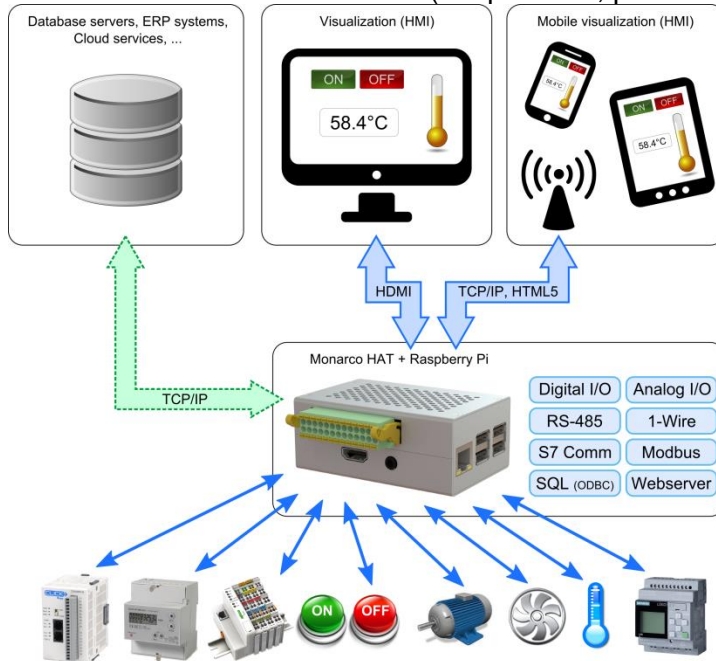 Database servers, ERP systems,
Cloud services, ...
Visualization (HMI)
ON OFF
58.4°C
Mobile visualization (HMI)
ON OFF
58.4°C
ON OFF
58.4°C
HDMI
TCP/IP, HTML5
TCP/IP
Monarco HAT + Raspberry Pi
Digital I/O
Analog I/O
RS-485
1-Wire
S7 Comm
Modbus
SQL (ODBC)
Webserver
ON
OFF